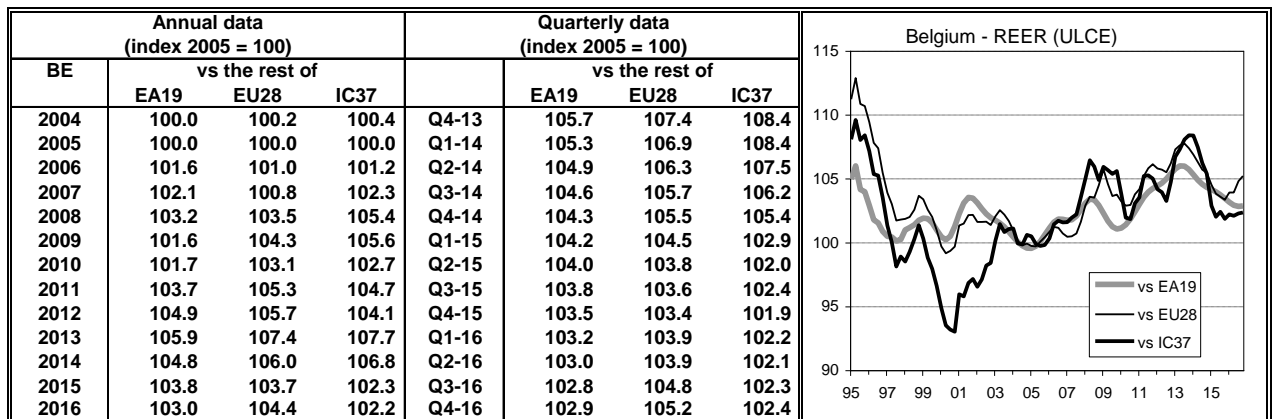 Annual data Quarterly data
(index 2005 = 100) (index 2005 = 100)
BE vs the rest of vs the rest of
EA19 EU28 IC37 EA19 EU28 IC37
2004 100.0 100.2 100.4 Q4-13 105.7 107.4 108.4
2005 100.0 100.0 100.0 Q1-14 105.3 106.9 108.4
2006 101.6 101.0 101.2 Q2-14 104.9 106.3 107.5
2007 102.1 100.8 102.3 Q3-14 104.6 105.7 106.2
2008 103.2 103.5 105.4 Q4-14 104.3 105.5 105.4
2009 101.6 104.3 105.6 Q1-15 104.2 104.5 102.9
2010 101.7 103.1 102.7 Q2-15 104.0 103.8 102.0
2011 103.7 105.3 104.7 Q3-15 103.8 103.6 102.4
2012 104.9 105.7 104.1 Q4-15 103.5 103.4 101.9
2013 105.9 107.4 107.7 Q1-16 103.2 103.9 102.2
2014 104.8 106.0 106.8 Q2-16 103.0 103.9 102.1
2015 103.8 103.7 102.3 Q3-16 102.8 104.8 102.3
2016 103.0 104.4 102.2 Q4-16 102.9 105.2 102.4
Belgium - REER (ULCE)
115
110
105
100
95
90
vs EA19
vs EU28
vs IC37
95 97 99 01 03 05 07 09 11 13 15